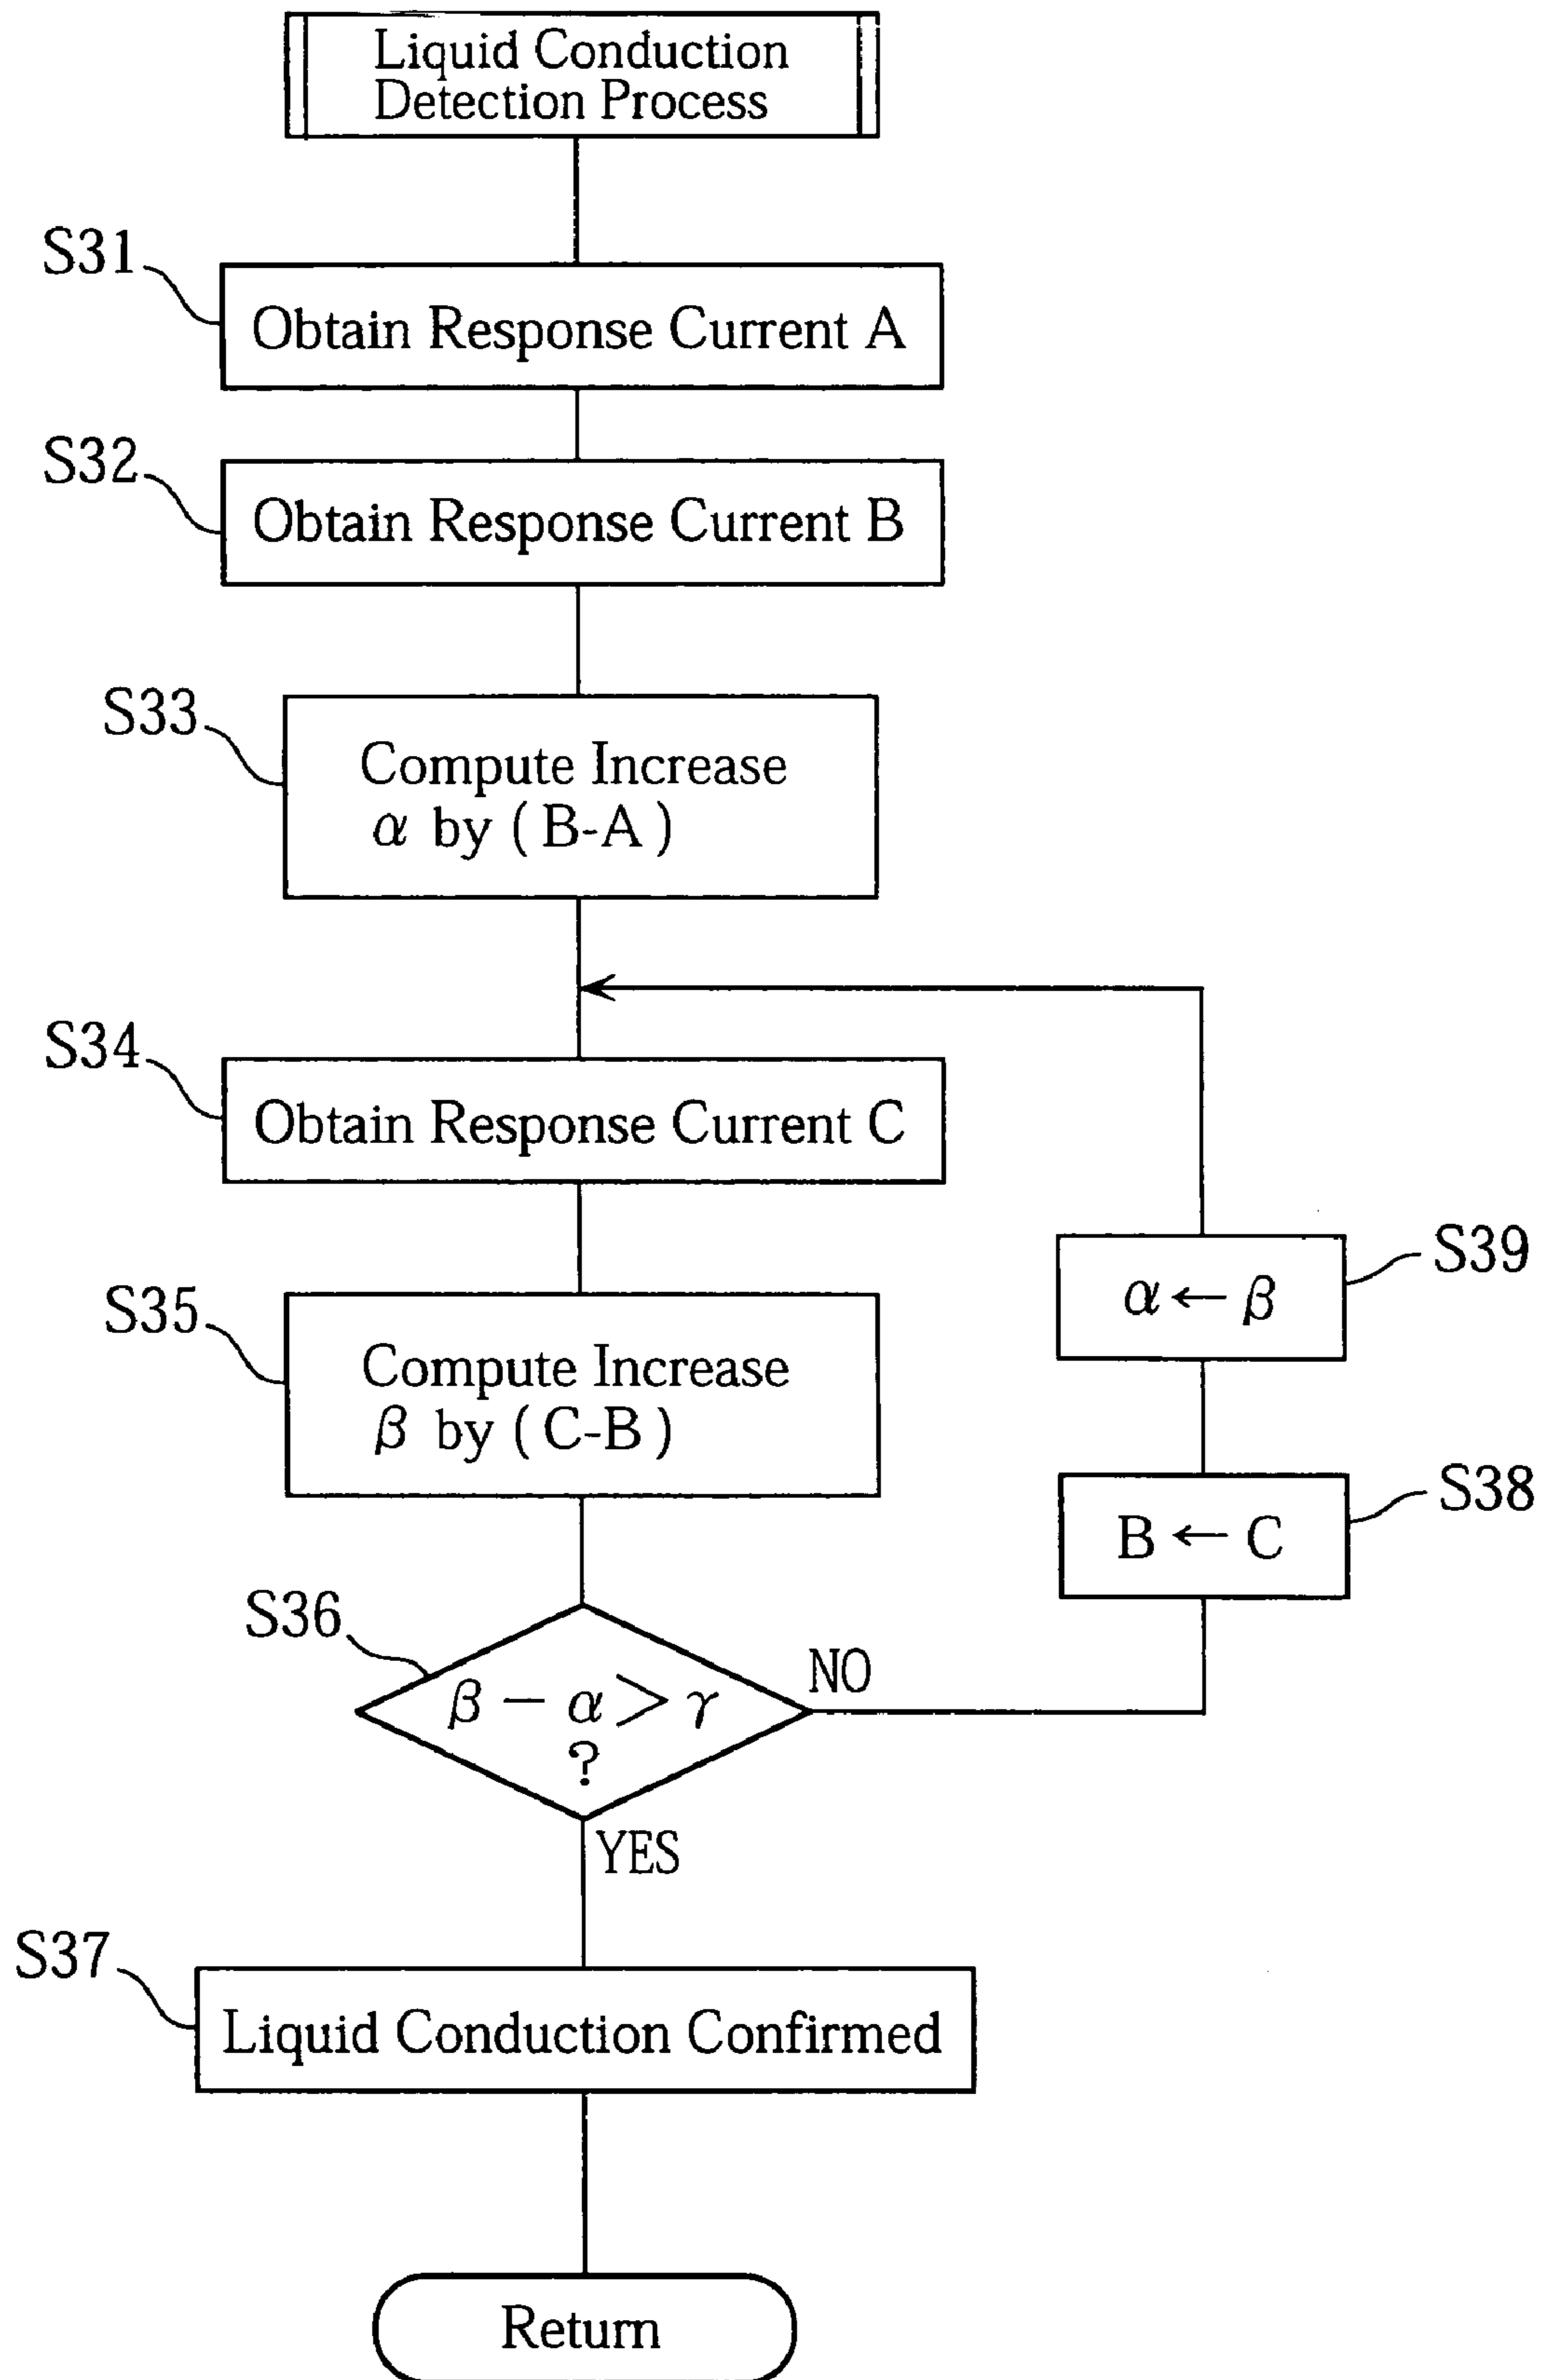 Liquid Conduction
Detection Process
S31
Obtain Response Current A
S32
Obtain Response Current B
S33
Compute Increase
α by ( B-A )
S34
Obtain Response Current C
S35
Compute Increase
β by ( C-B )
S36
β − α > γ
?
NO
YES
S38
B ← C
S39
α ← β
S37
Liquid Conduction Confirmed
Return